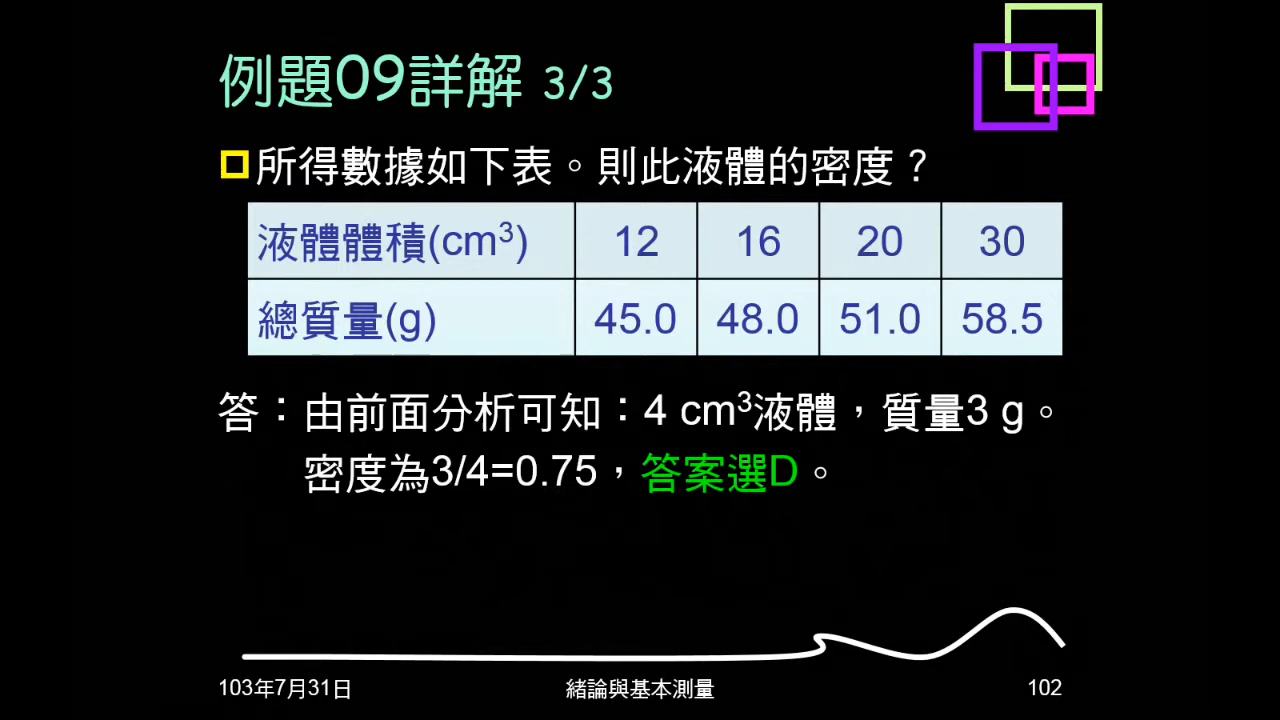 例題09詳解 3/3
所得數據如下表。則此液體的密度？
液體體積(cm³) 12 16 20 30
總質量(g) 45.0 48.0 51.0 58.5
答：由前面分析可知：4 cm³液體，質量3 g。
密度為3/4=0.75，答案選D。
103年7月31日 緒論與基本測量 102